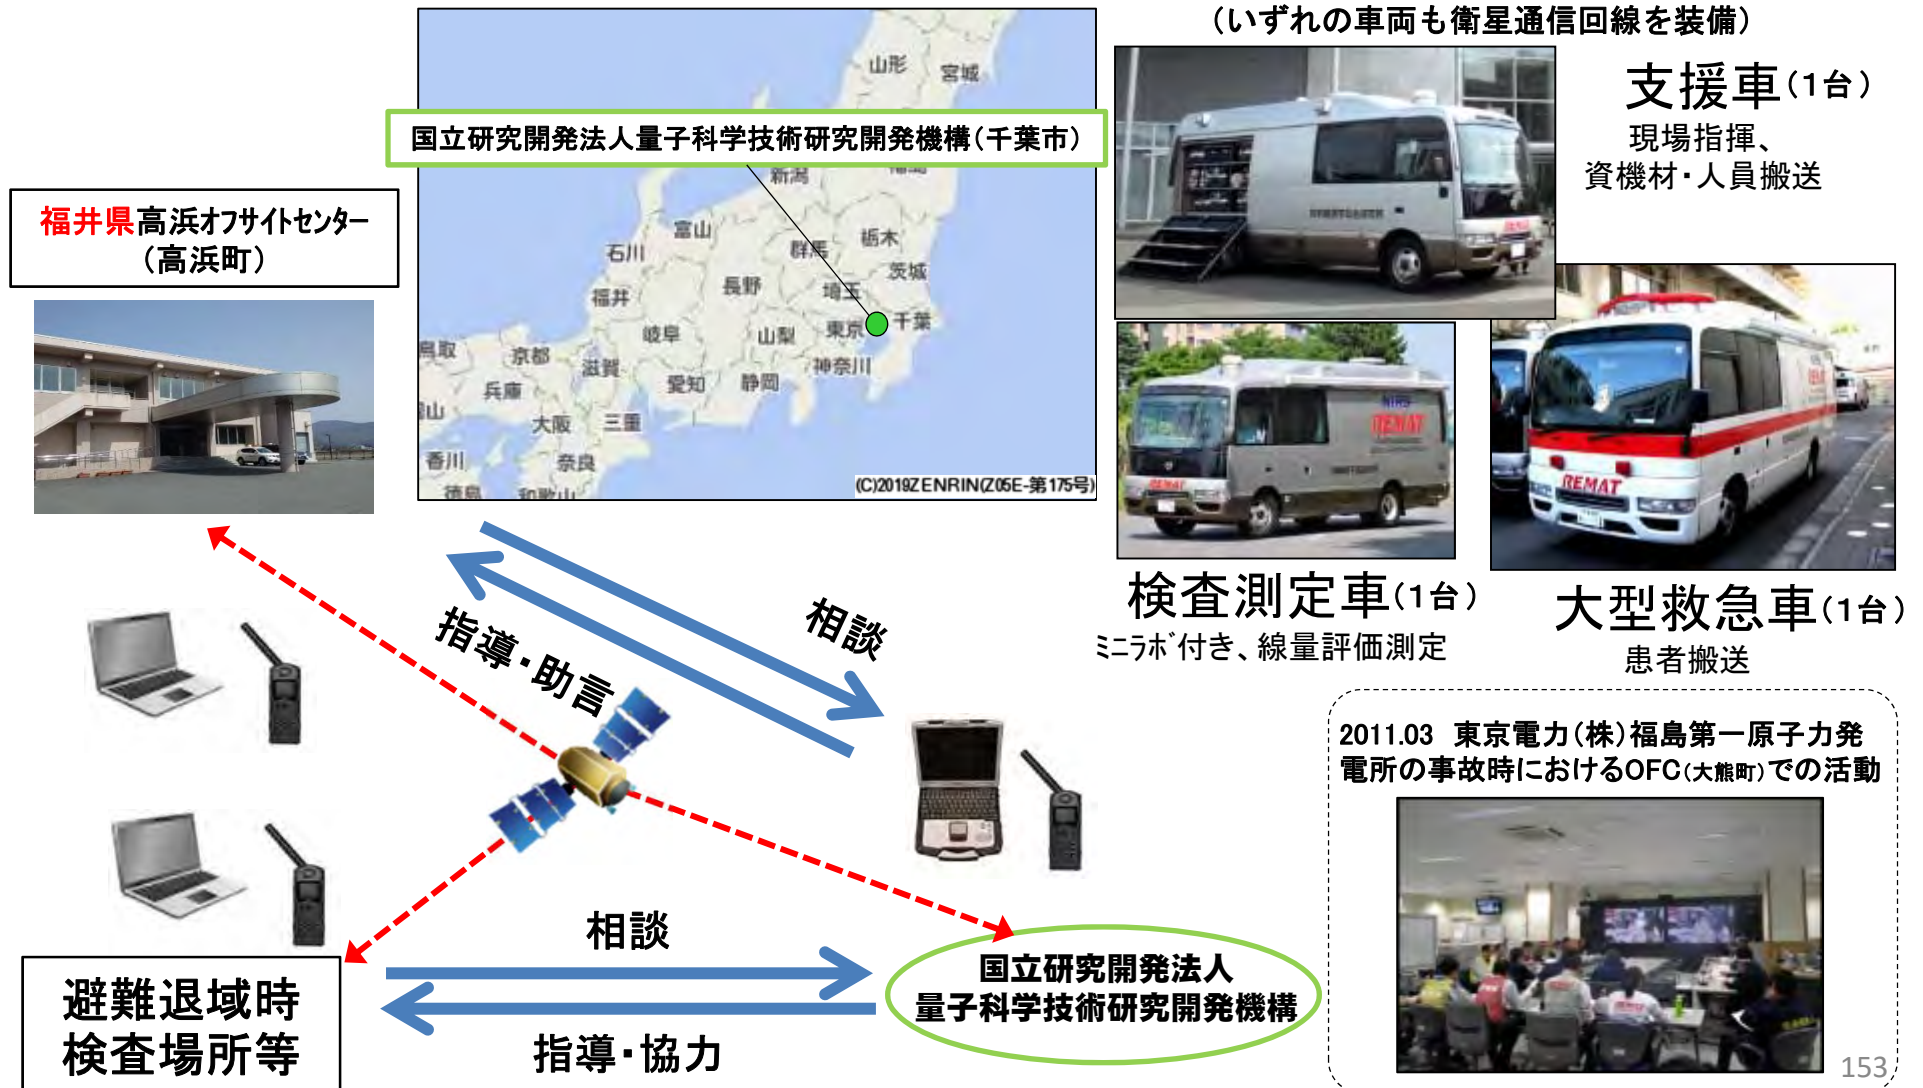 (いずれの車両も衛星通信回線を装備)
支援車(1台)
現場指揮、
資機材・人員搬送
国立研究開発法人量子科学技術研究開発機構(千葉市)
山形
宮城
新潟
富山
石川
群馬
栃木
茨城
福井
長野
埼玉
岐阜
山梨
東京
千葉
鳥取
京都
滋賀
愛知
静岡
神奈川
兵庫
大阪
三重
香川
奈良
徳島
和歌山
(C)2019ZENRIN(Z05E-第175号)
福井県高浜オフサイトセンター
(高浜町)
REMAT
NIRS
REMAT
REMAT
検査測定車(1台)
ミニラボ付き、線量評価測定
大型救急車(1台)
患者搬送
相談
指導・助言
2011.03 東京電力(株)福島第一原子力発
電所の事故時におけるOFC(大熊町)での活動
相談
国立研究開発法人
量子科学技術研究開発機構
指導・協力
避難退域時
検査場所等
153